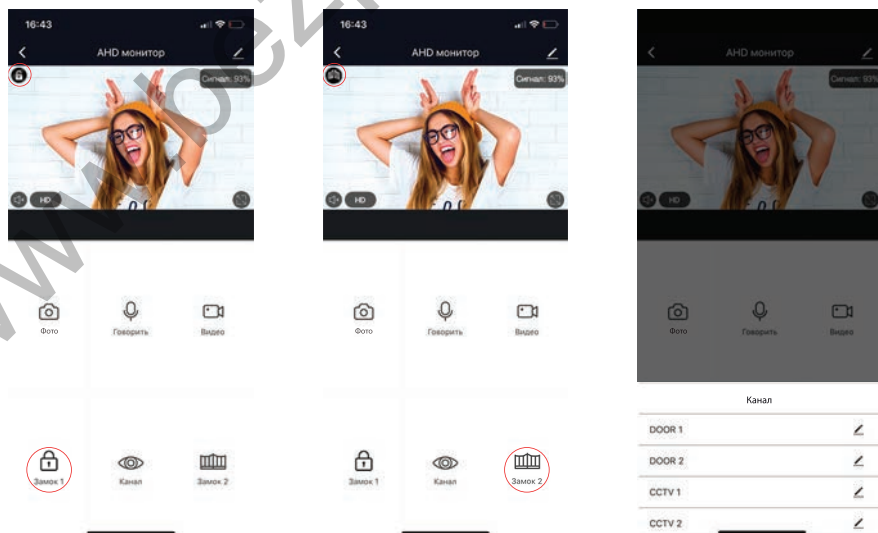 16:43
AHD монитор
Сигнал: 93%
HD
Фото
Говорить
Видео
Замок 1
Канал
Замок 2
16:43
AHD монитор
Сигнал: 93%
HD
Фото
Говорить
Видео
Замок 1
Канал
Замок 2
AHD монитор
Сигнал: 93%
HD
Фото
Говорить
Видео
Канал
DOOR 1
DOOR 2
CCTV 1
CCTV 2